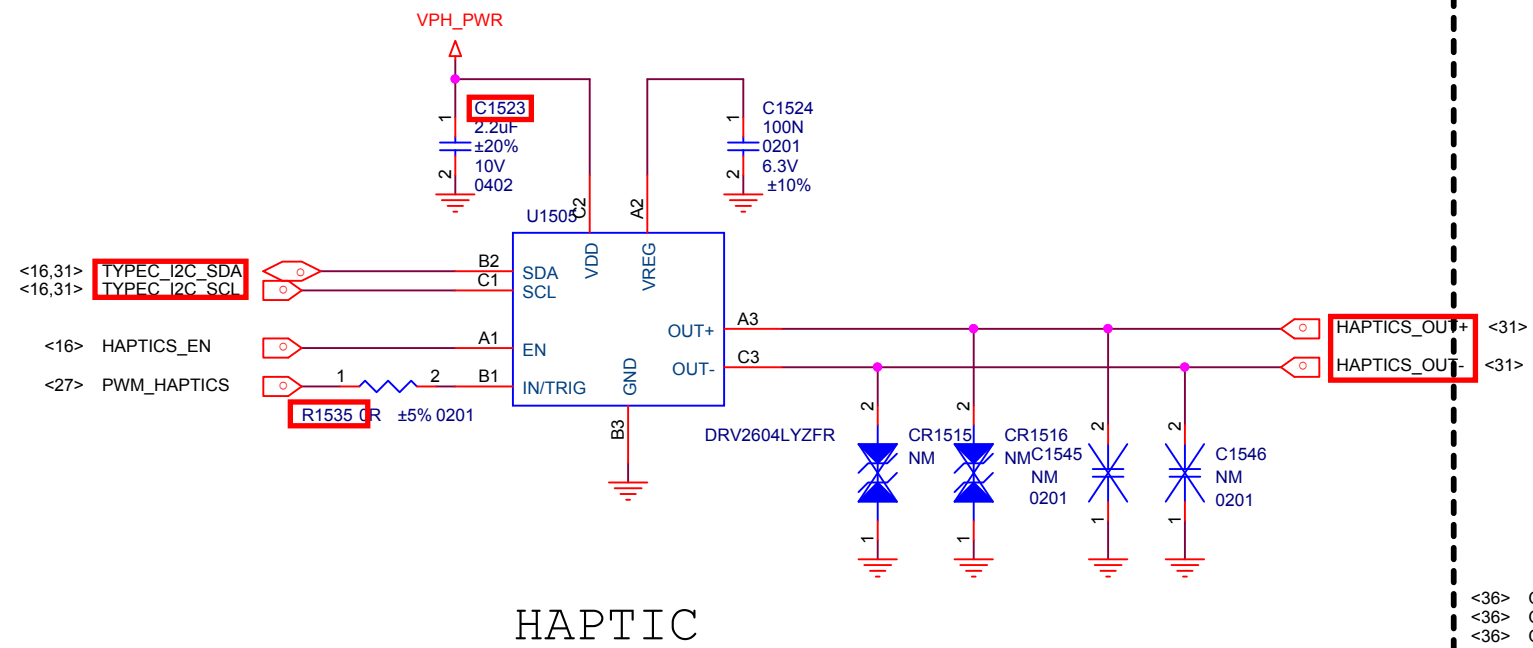 VPH_PWR
C1523
2.2uF
±20%
10V
0402
1
2
C1524
100N
0201
6.3V
±10%
1
2
U1505
C2
A2
VDD
VREG
<16,31> TYPEC_I2C_SDA
<16,31> TYPEC_I2C_SCL
B2
C1
SDA
SCL
<16> HAPTICS_EN
A1
EN
<27> PWM_HAPTICS
1
2
B1
IN/TRIG
R1535 0R ±5% 0201
GND
B3
OUT+
A3
OUT-
C3
HAPTICS_OUT+ <31>
HAPTICS_OUT- <31>
DRV2604LYZFR
2
CR1515
NM
1
2
CR1516
NM
1
2
C1545
NM
0201
1
2
C1546
NM
0201
1
HAPTIC
<36>
<36>
<36>